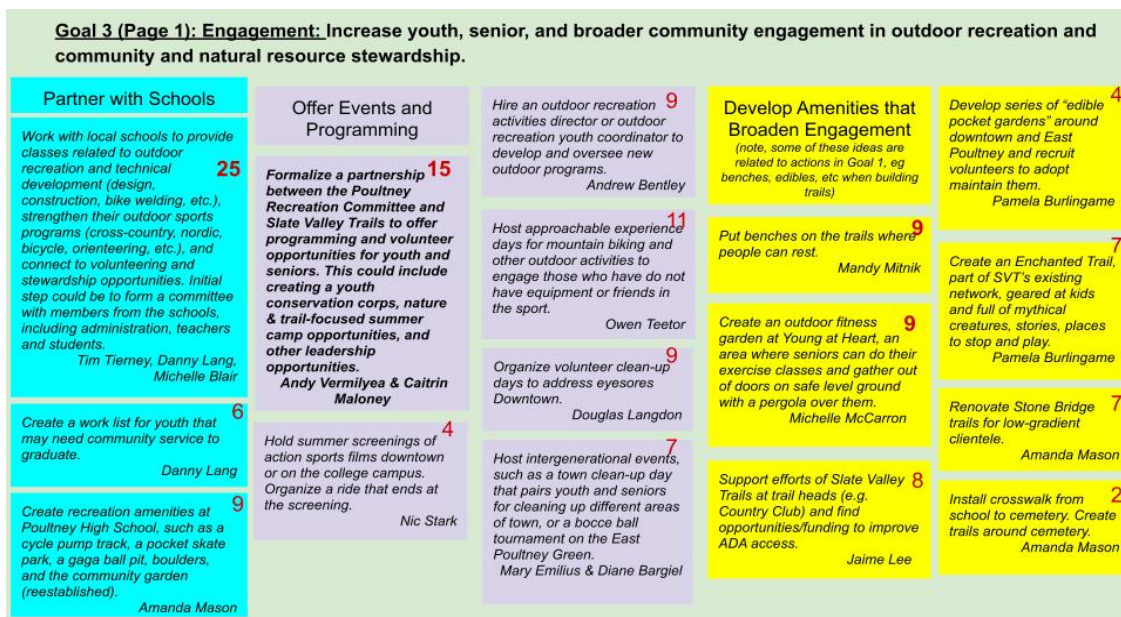 Goal 3 (Page 1): Engagement: Increase youth, senior, and broader community engagement in outdoor recreation and
community and natural resource stewardship.
Partner with Schools
Work with local schools to provide
classes related to outdoor
recreation and technical
25
development (design,
construction, bike welding, etc.),
strengthen their outdoor sports
programs (cross-country, nordic,
bicycle, orienteering, etc.), and
connect to volunteering and
stewardship opportunities. Initial
step could be to form a committee
with members from the schools,
including administration, teachers
and students.
Tim Tierney, Danny Lang,
Michelle Blair
6
Create a work list for youth that
may need community service to
graduate.
Danny Lang
9
Create recreation amenities at
Poultney High School, such as a
cycle pump track, a pocket skate
park, a gaga ball pit, boulders,
and the community garden
(reestablished).
Amanda Mason
Offer Events and
Programming
15
Formalize a partnership
between the Poultney
Recreation Committee and
Slate Valley Trails to offer
programming and volunteer
opportunities for youth and
seniors. This could include
creating a youth
conservation corps, nature
& trail-focused summer
camp opportunities, and
other leadership
opportunities.
Andy Vermilyea & Caitrin
Maloney
4
Hold summer screenings of
action sports films downtown
or on the college campus.
Organize a ride that ends at
the screening.
Nic Stark
9
Hire an outdoor recreation
activities director or outdoor
recreation youth coordinator to
develop and oversee new
outdoor programs.
Andrew Bentley
11
Host approachable experience
days for mountain biking and
other outdoor activities to
engage those who have do not
have equipment or friends in
the sport.
Owen Teetor
9
Organize volunteer clean-up
days to address eyesores
Downtown.
Douglas Langdon
7
Host intergenerational events,
such as a town clean-up day
that pairs youth and seniors
for cleaning up different areas
of town, or a bocce ball
tournament on the East
Poultney Green.
Mary Emilius & Diane Bargiel
Develop Amenities that
Broaden Engagement
(note, some of these ideas are
related to actions in Goal 1, eg
benches, edibles, etc when building
trails)
9
Put benches on the trails where
people can rest.
Mandy Mitnik
9
Create an outdoor fitness
garden at Young at Heart, an
area where seniors can do their
exercise classes and gather out
of doors on safe level ground
with a pergola over them.
Michelle McCarron
8
Support efforts of Slate Valley
Trails at trail heads (e.g.
Country Club) and find
opportunities/funding to improve
ADA access.
Jaime Lee
4
Develop series of “edible
pocket gardens” around
downtown and East
Poultney and recruit
volunteers to adopt
maintain them.
Pamela Burlingame
7
Create an Enchanted Trail,
part of SVT's existing
network, geared at kids
and full of mythical
creatures, stories, places
to stop and play.
Pamela Burlingame
7
Renovate Stone Bridge
trails for low-gradient
clientele.
Amanda Mason
2
Install crosswalk from
school to cemetery. Create
trails around cemetery.
Amanda Mason